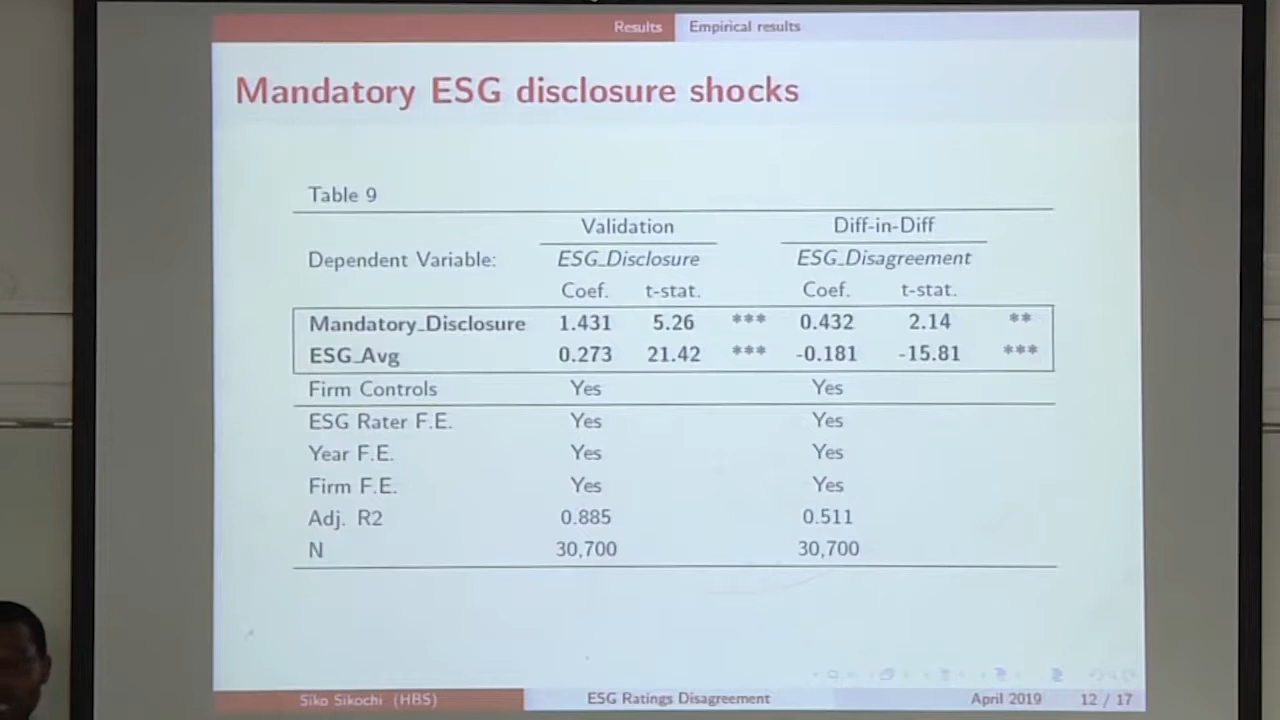 Results Empirical results
Mandatory ESG disclosure shocks
Table 9
Validation Diff-in-Diff
Dependent Variable: ESG_Disclosure ESG_Disagreement
Coef. t-stat. Coef. t-stat.
Mandatory_Disclosure 1.431 5.26 *** 0.432 2.14 **
ESG_Avg 0.273 21.42 *** -0.181 -15.81 ***
Firm Controls Yes Yes
ESG Rater F.E. Yes Yes
Year F.E. Yes Yes
Firm F.E. Yes Yes
Adj. R2 0.885 0.511
N 30,700 30,700
Siko Sikochi (HBS) ESG Ratings Disagreement April 2019 12 / 17